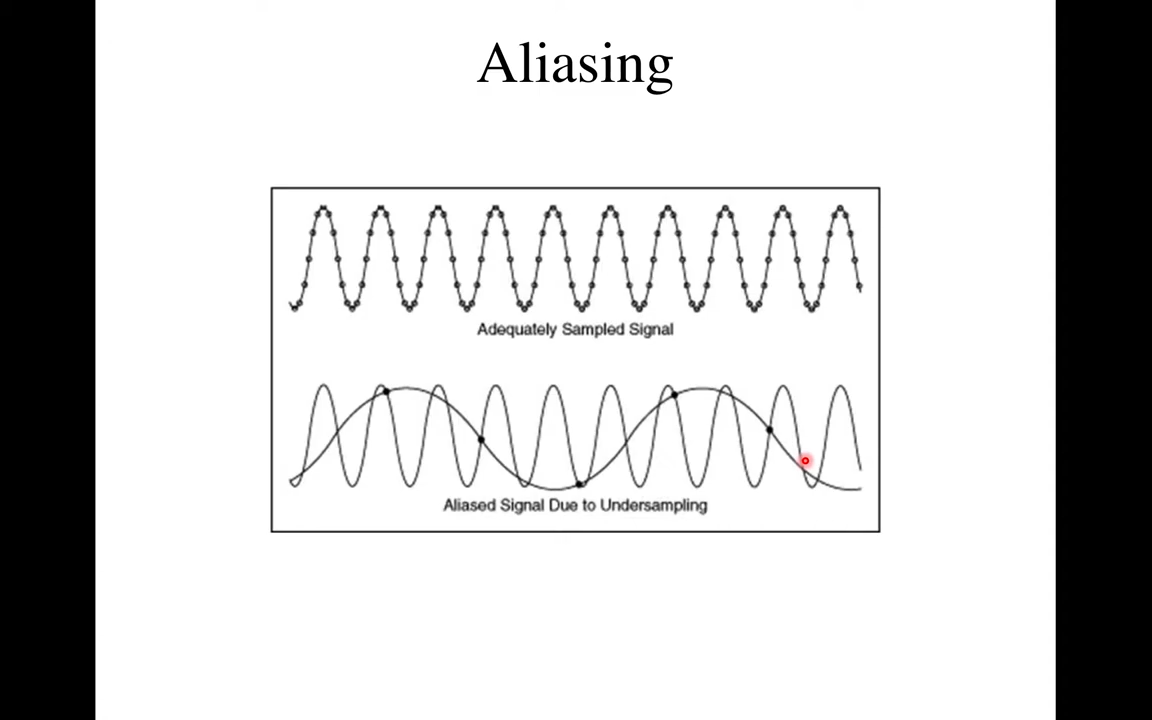 Aliasing
Adequately Sampled Signal
Aliased Signal Due to Undersampling